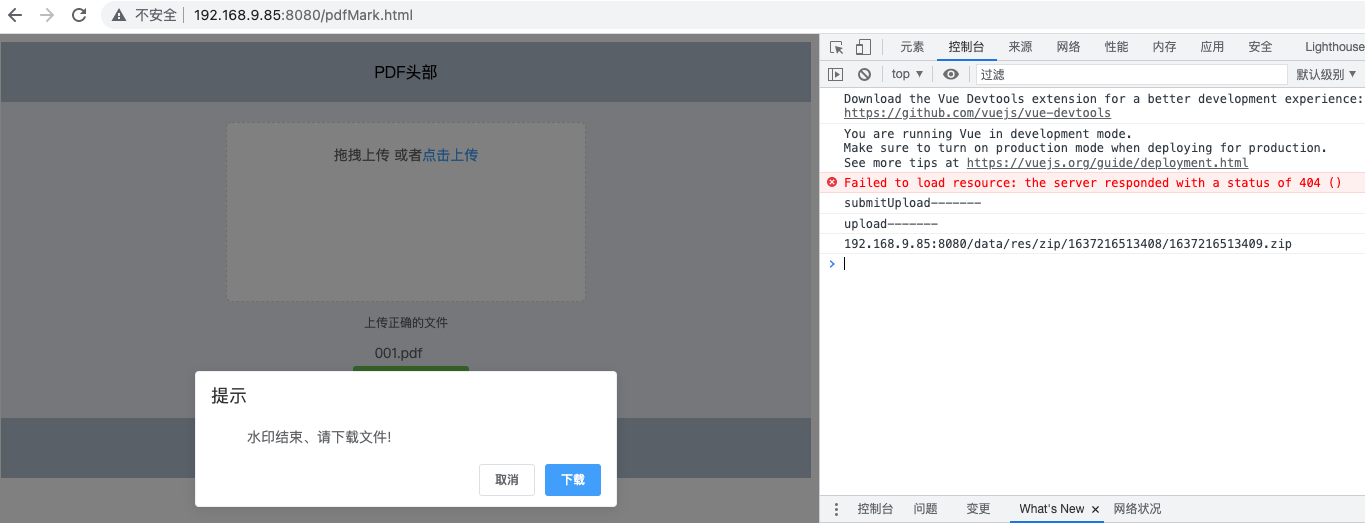 不安全 192.168.9.85:8080/pdfMark.html
PDF头部
拖拽上传 或者点击上传
上传正确的文件
001.pdf
提示
水印结束、请下载文件!
取消 下载
元素 控制台 来源 网络 性能 内存 应用 安全 Lighthouse
top ▼ 过滤 默认级别 ▼
Download the Vue Devtools extension for a better development experience:
https://github.com/vuejs/vue-devtools
You are running Vue in development mode.
Make sure to turn on production mode when deploying for production.
See more tips at https://vuejs.org/guide/deployment.html
Failed to load resource: the server responded with a status of 404 ()
submitUpload-------
upload-------
192.168.9.85:8080/data/res/zip/1637216513408/1637216513409.zip
控制台 问题 变更 What's New × 网络状况